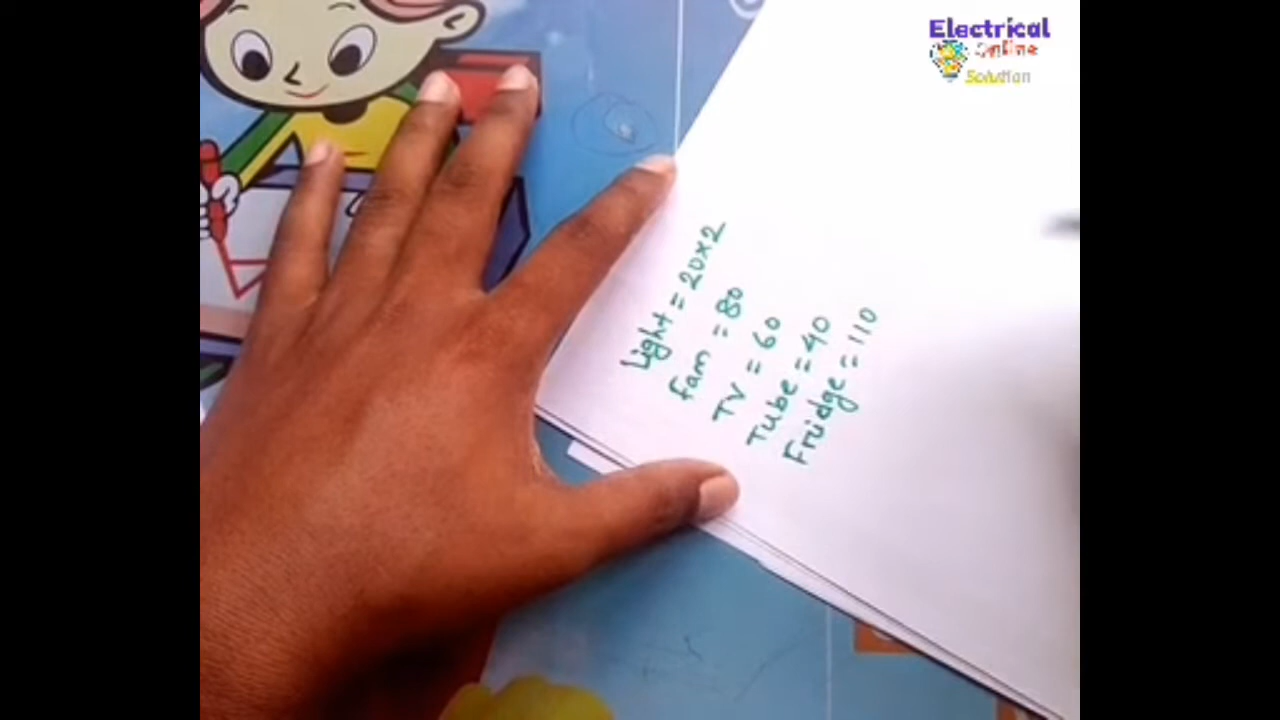 Electrical
Online
Solution
Light = 20x2
Fam = 80
TV = 60
Tube = 40
Fridge = 110